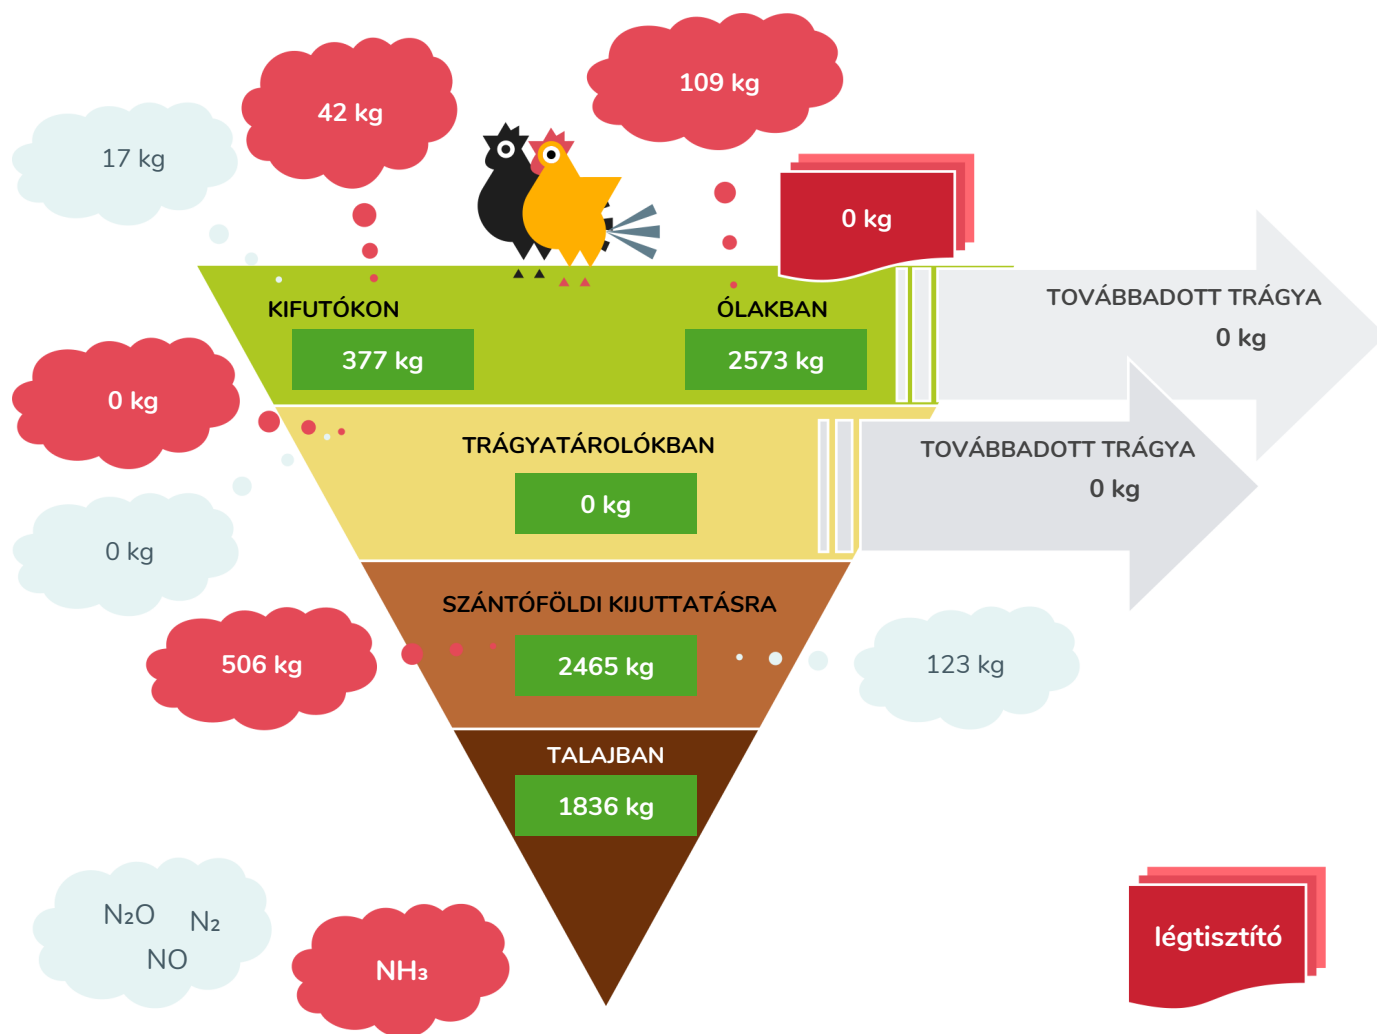 109 kg
42 kg
17 kg
0 kg
KIFUTÓKON
ÓLAKBAN
TOVÁBBADOTT TRÁGYA
0 kg
377 kg
2573 kg
0 kg
TRÁGYATÁROLÓKBAN
TOVÁBBADOTT TRÁGYA
0 kg
0 kg
0 kg
SZÁNTÓFÖLDI KIJUTTATÁSRA
506 kg
2465 kg
123 kg
TALAJBAN
1836 kg
N₂O N₂
NO
NH₃
légtisztító